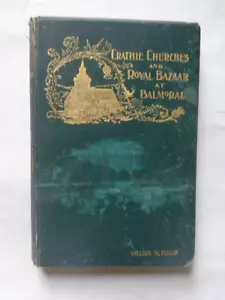 CRATHIE CHURCHES
AND
ROYAL BAZAAR
AT
BALMORAL